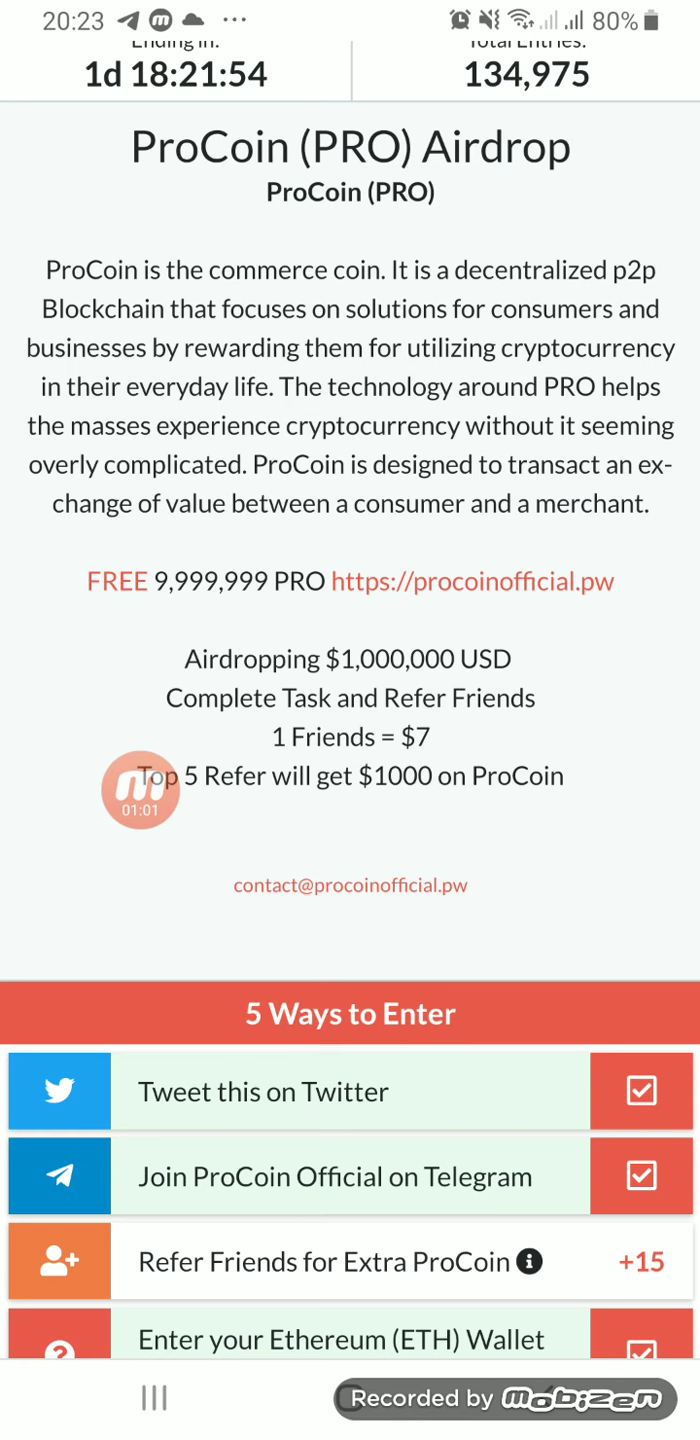 20:23
80%
Ending in:
Total Entries:
1d 18:21:54
134,975
ProCoin (PRO) Airdrop
ProCoin (PRO)
ProCoin is the commerce coin. It is a decentralized p2p
Blockchain that focuses on solutions for consumers and
businesses by rewarding them for utilizing cryptocurrency
in their everyday life. The technology around PRO helps
the masses experience cryptocurrency without it seeming
overly complicated. ProCoin is designed to transact an ex-
change of value between a consumer and a merchant.
FREE 9,999,999 PRO https://procoinofficial.pw
Airdropping $1,000,000 USD
Complete Task and Refer Friends
1 Friends = $7
Top 5 Refer will get $1000 on ProCoin
01:01
contact@procoinofficial.pw
5 Ways to Enter
Tweet this on Twitter
Join ProCoin Official on Telegram
Refer Friends for Extra ProCoin
+15
Enter your Ethereum (ETH) Wallet
Recorded by mobizen